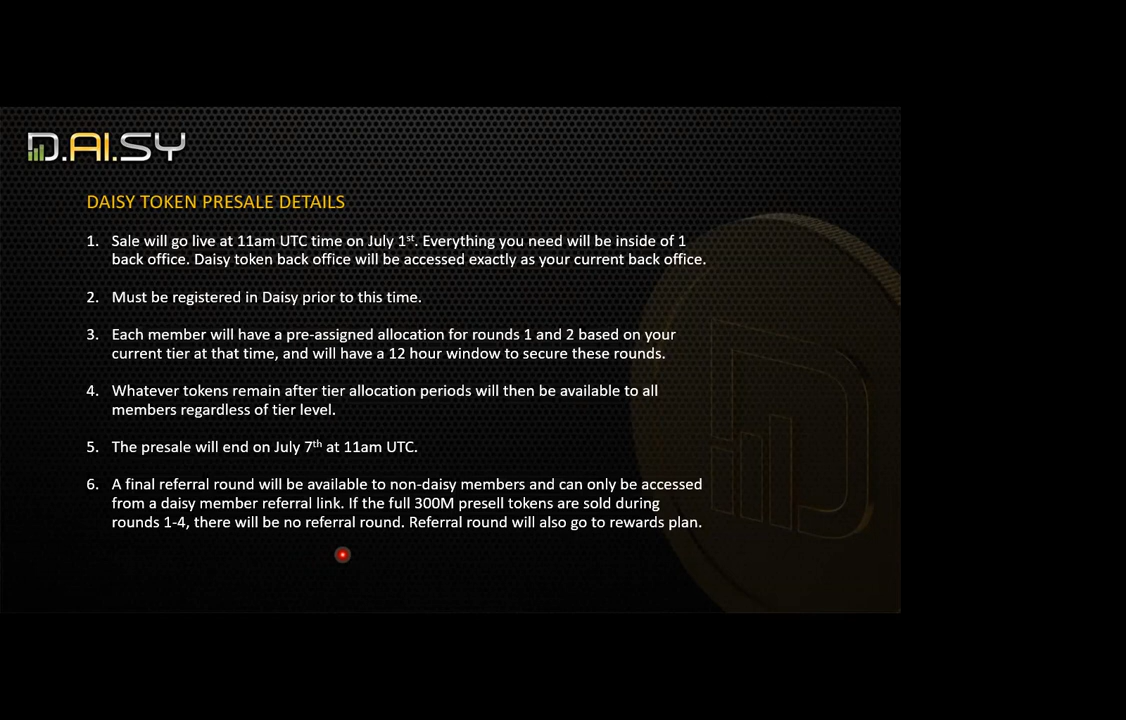 D.AI.SY
DAISY TOKEN PRESALE DETAILS
1. Sale will go live at 11am UTC time on July 1st. Everything you need will be inside of 1
back office. Daisy token back office will be accessed exactly as your current back office.
2. Must be registered in Daisy prior to this time.
3. Each member will have a pre-assigned allocation for rounds 1 and 2 based on your
current tier at that time, and will have a 12 hour window to secure these rounds.
4. Whatever tokens remain after tier allocation periods will then be available to all
members regardless of tier level.
5. The presale will end on July 7th at 11am UTC.
6. A final referral round will be available to non-daisy members and can only be accessed
from a daisy member referral link. If the full 300M presell tokens are sold during
rounds 1-4, there will be no referral round. Referral round will also go to rewards plan.